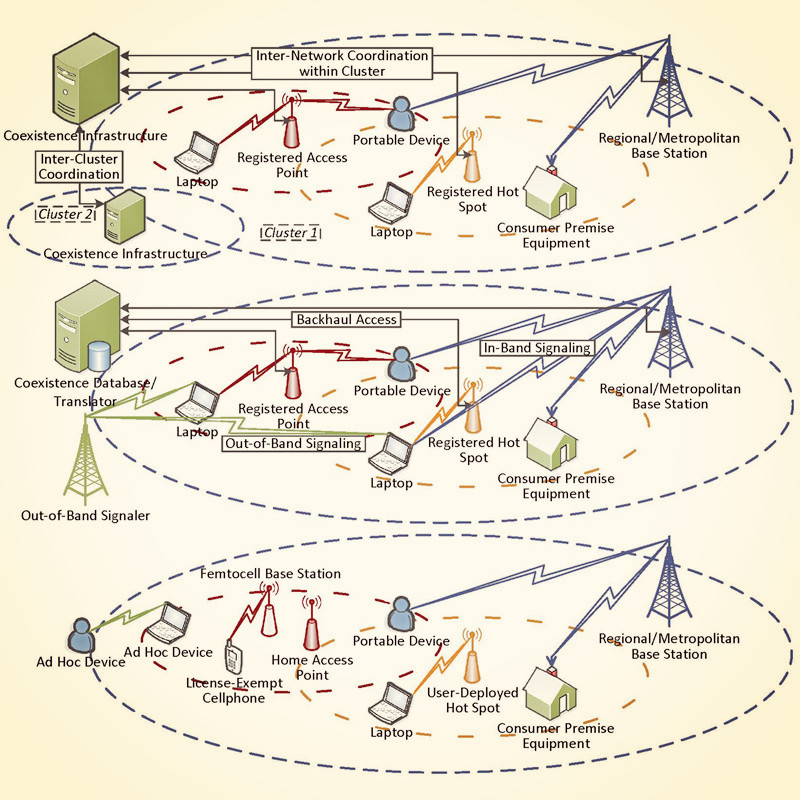 Inter-Network Coordination
within Cluster
Coexistence Infrastructure
Portable Device
Regional/Metropolitan
Base Station
Registered Access
Point
Inter-Cluster
Coordination
Laptop
Registered Hot
Spot
Cluster 2
Laptop
Cluster 1
Consumer Premise
Equipment
Coexistence Infrastructure
Backhaul Access
In-Band Signaling
Coexistence Database/
Translator
Portable Device
Regional/Metropolitan
Base Station
Registered Access
Point
Laptop
Out-of-Band Signaling
Registered Hot
Spot
Laptop
Consumer Premise
Equipment
Out-of-Band Signaler
Femtocell Base Station
Portable Device
Regional/Metropolitan
Base Station
Ad Hoc Device
Ad Hoc Device
Home Access
Point
License-Exempt
Cellphone
User-Deployed
Hot Spot
Laptop
Consumer Premise
Equipment